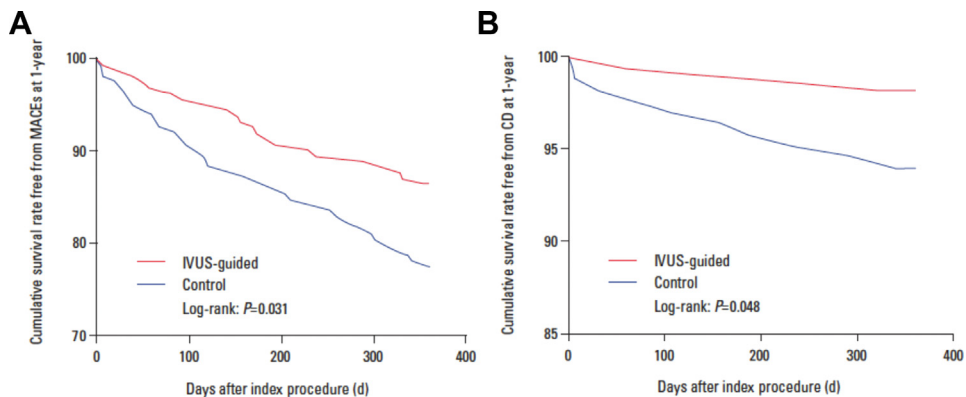 A
Cumulative survival rate free from MACEs at 1-year
100
90
80
70
0
100
200
300
400
IVUS-guided
Control
Log-rank: P=0.031
Days after index procedure (d)
B
Cumulative survival rate free from CD at 1-year
100
95
90
85
0
100
200
300
400
IVUS-guided
Control
Log-rank: P=0.048
Days after index procedure (d)